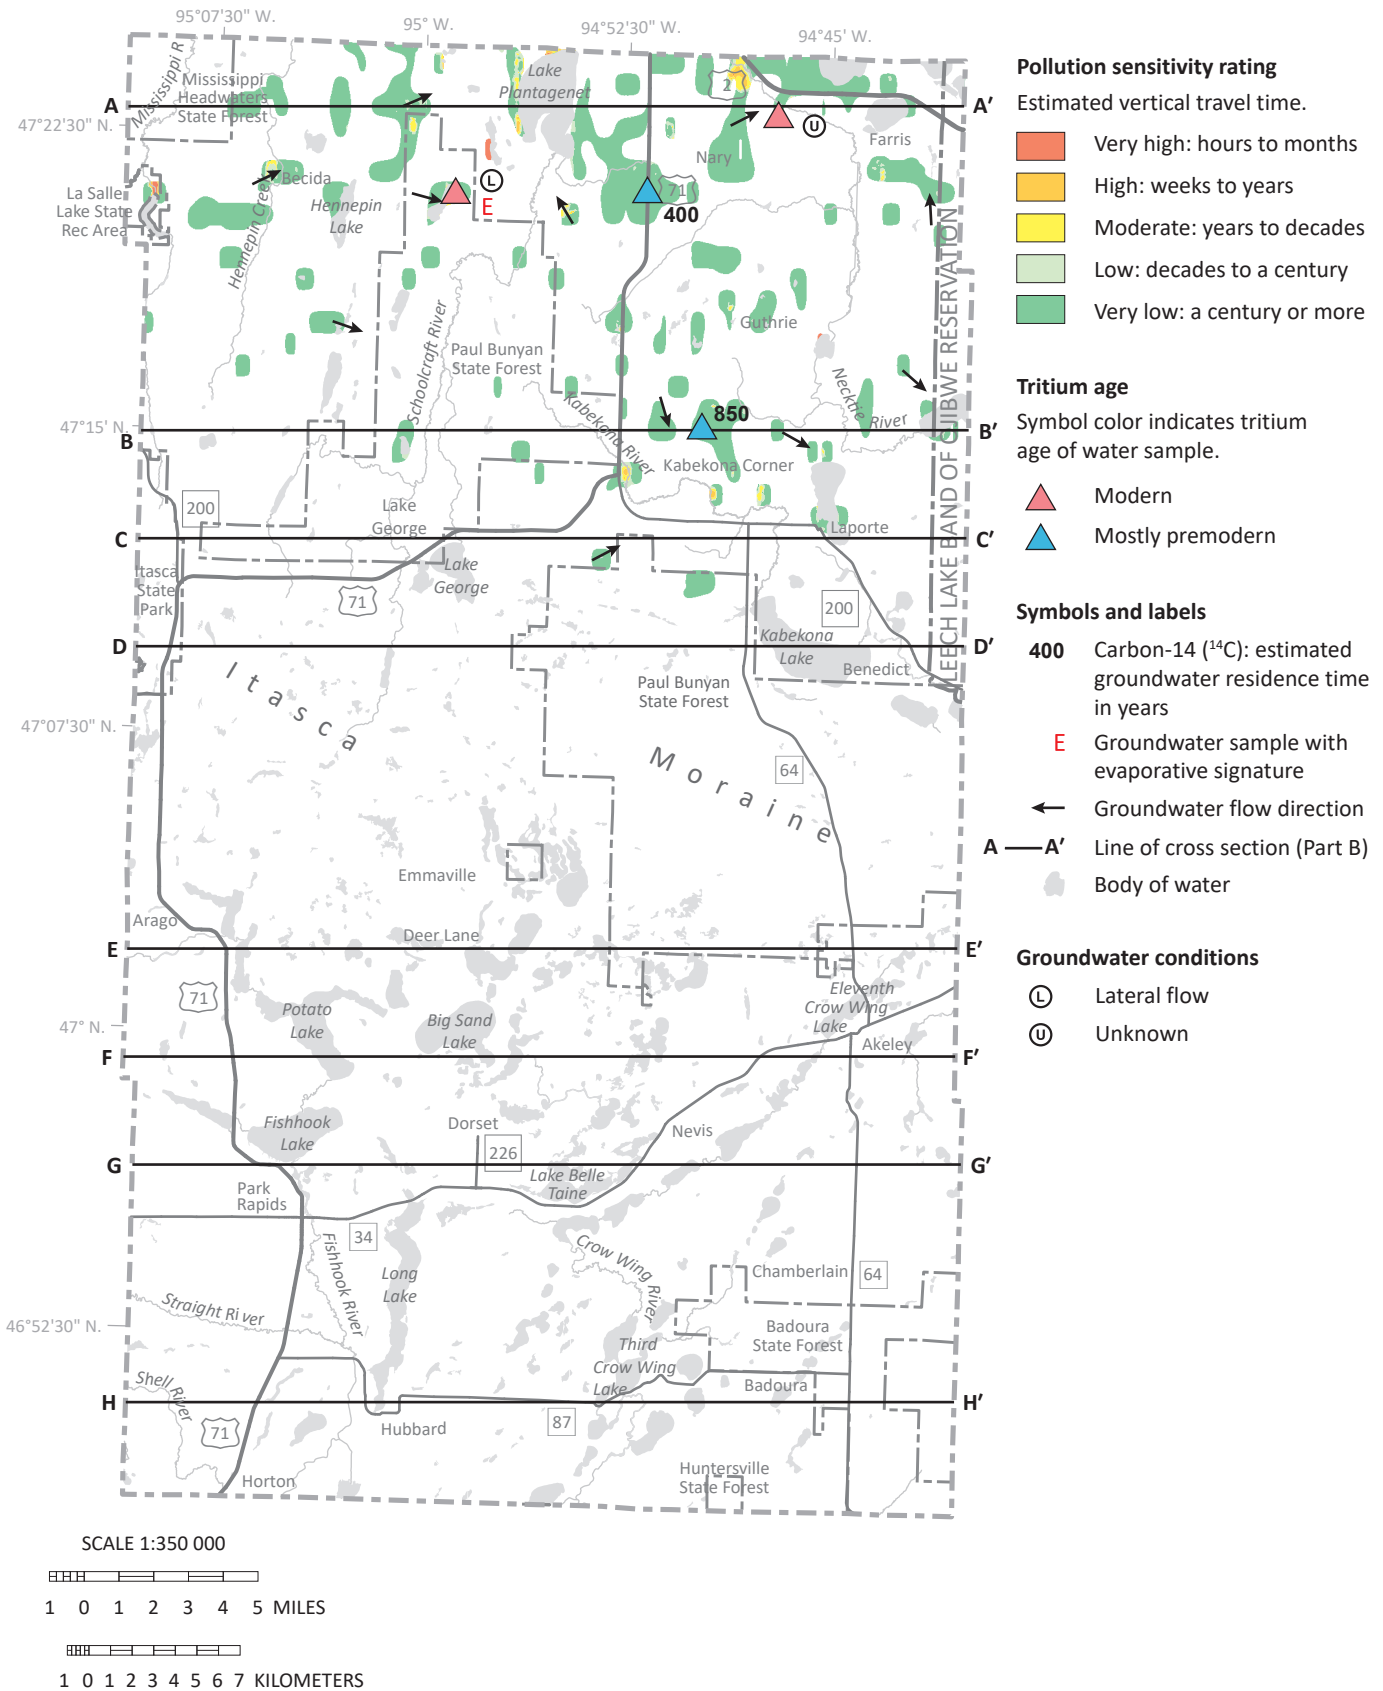 95°07'30" W.
95° W.
94°52'30" W.
94°45' W.
Mississippi R
Mississippi
Headwaters
State Forest
Lake
Plantagenet
2
A
A′
47°22'30" N.
U
Farris
Nary
La Salle
Lake State
Rec Area
Becida
Hennepin
Lake
Hennepin Creek
L
E
71
400
LEECH LAKE BAND OF OJIBWE RESERVATION
Guthrie
Schoolcraft River
Paul Bunyan
State Forest
Necktie River
Kabekona River
850
47°15' N.
B
B′
Kabekona Corner
200
Lake
George
Laporte
C
C′
Itasca
State
Park
Lake
George
71
200
Kabekona
Lake
D
D′
Benedict
Itasca
Moraine
Paul Bunyan
State Forest
47°07'30" N.
64
Emmaville
Arago
Deer Lane
E
E′
71
Potato
Lake
Big Sand
Lake
Eleventh
Crow Wing
Lake
47° N.
Akeley
F
F′
Fishhook
Lake
Dorset
Nevis
226
G
G′
Lake Belle
Taine
Park
Rapids
34
Fishhook River
Long
Lake
Crow Wing River
Chamberlain
64
Straight River
46°52'30" N.
Badoura
State Forest
Third
Crow Wing
Lake
Shell River
Badoura
H
H′
71
Hubbard
87
Horton
Huntersville
State Forest
SCALE 1:350 000
1 0 1 2 3 4 5 MILES
1 0 1 2 3 4 5 6 7 KILOMETERS
Pollution sensitivity rating
Estimated vertical travel time.
Very high: hours to months
High: weeks to years
Moderate: years to decades
Low: decades to a century
Very low: a century or more
Tritium age
Symbol color indicates tritium
age of water sample.
Modern
Mostly premodern
Symbols and labels
400 Carbon-14 (¹⁴C): estimated
groundwater residence time
in years
E Groundwater sample with
evaporative signature
Groundwater flow direction
A A′ Line of cross section (Part B)
Body of water
Groundwater conditions
L Lateral flow
U Unknown